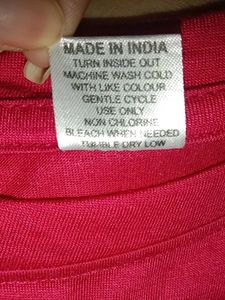 MADE IN INDIA
TURN INSIDE OUT
MACHINE WASH COLD
WITH LIKE COLOUR
GENTLE CYCLE
USE ONLY
NON CHLORINE
BLEACH WHEN NEEDED
TUMBLE DRY LOW